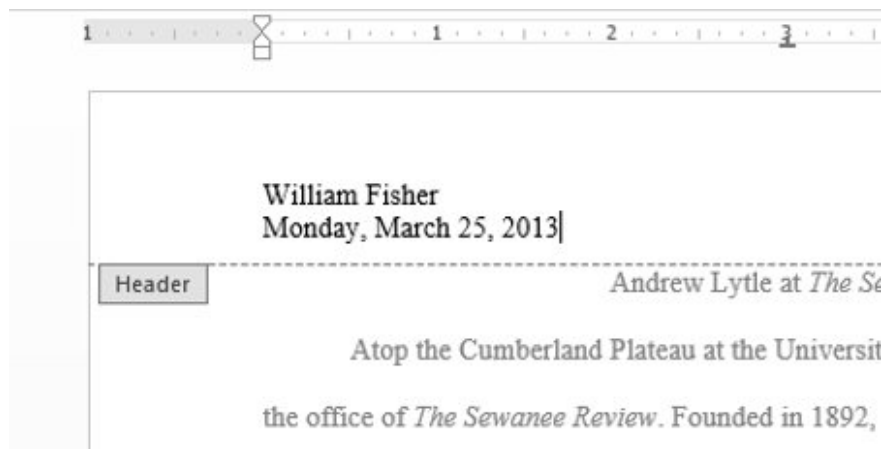 1 1 2 3
William Fisher
Monday, March 25, 2013
Header
Andrew Lytle at The Se
Atop the Cumberland Plateau at the Universit
the office of The Sewanee Review. Founded in 1892,